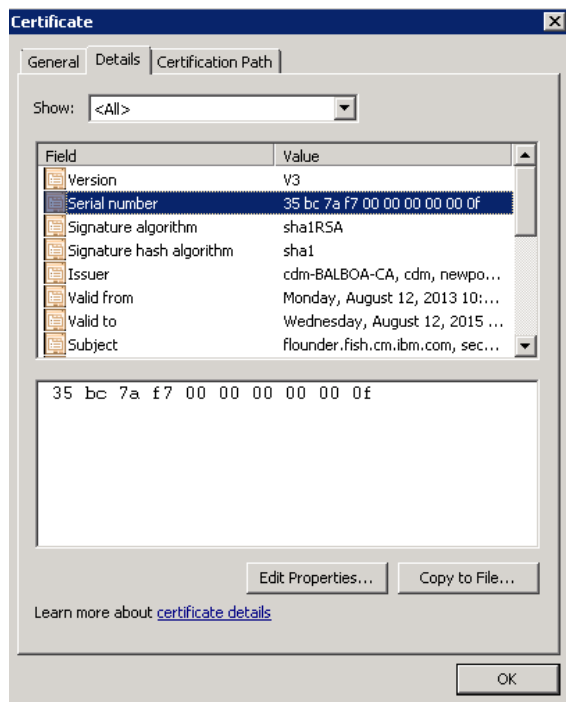 Certificate
General Details Certification Path
Show: <All>
Field Value
Version V3
Serial number 35 bc 7a f7 00 00 00 00 00 0f
Signature algorithm sha1RSA
Signature hash algorithm sha1
Issuer cdm-BALBOA-CA, cdm, newpo...
Valid from Monday, August 12, 2013 10:...
Valid to Wednesday, August 12, 2015 ...
Subject flounder.fish.cm.ibm.com, sec...
35 bc 7a f7 00 00 00 00 00 0f
Edit Properties... Copy to File...
Learn more about certificate details
OK